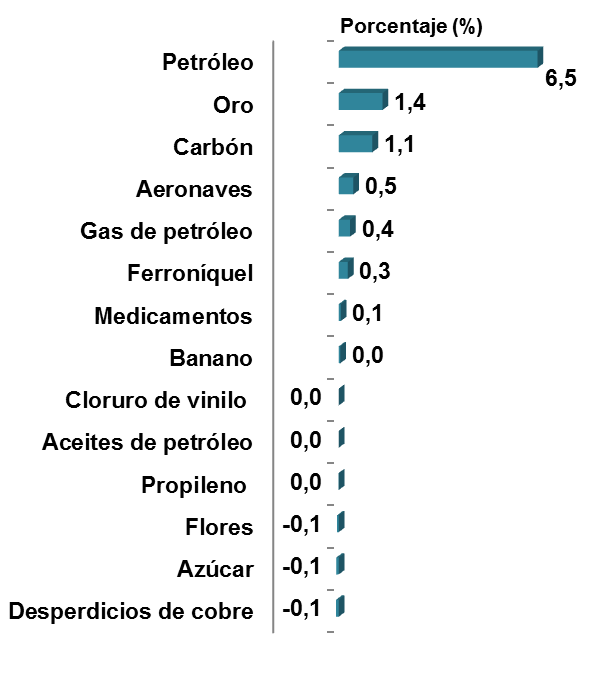 Porcentaje (%)
Petróleo 6,5
Oro 1,4
Carbón 1,1
Aeronaves 0,5
Gas de petróleo 0,4
Ferroníquel 0,3
Medicamentos 0,1
Banano 0,0
Cloruro de vinilo 0,0
Aceites de petróleo 0,0
Propileno 0,0
Flores -0,1
Azúcar -0,1
Desperdicios de cobre -0,1